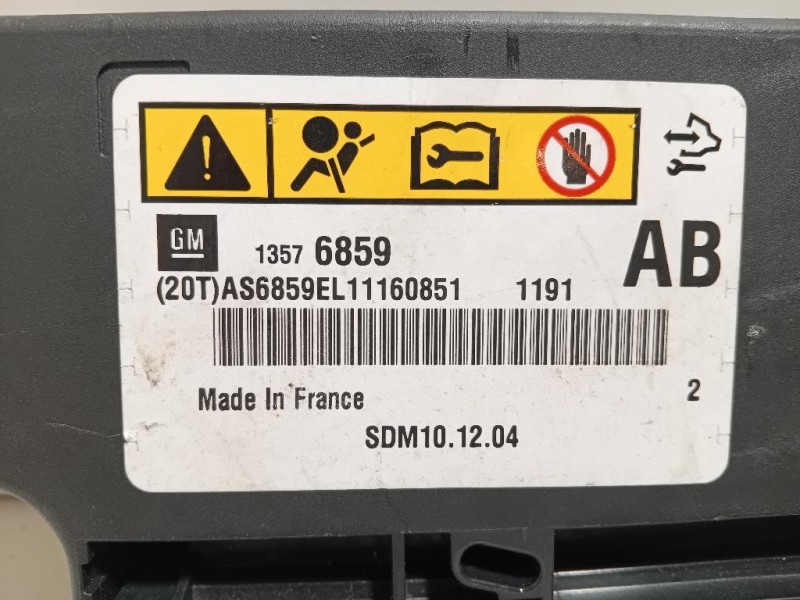 GM 1357 6859 AB
(20T)AS6859EL11160851 1191
Made In France 2
SDM10.12.04